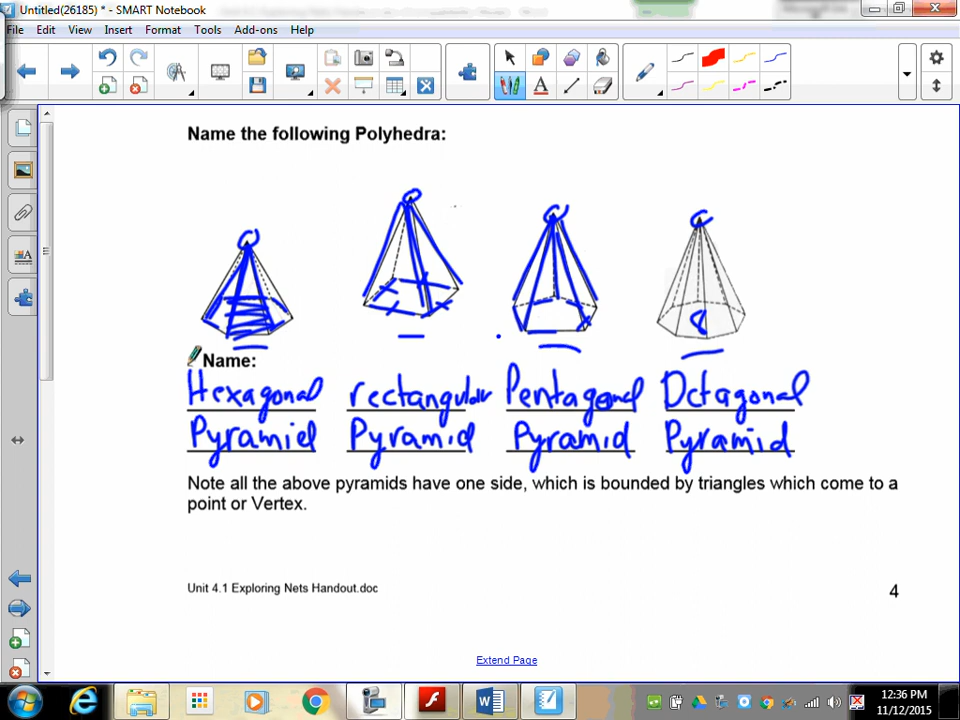 Untitled(26185) * - SMART Notebook
File Edit View Insert Format Tools Add-ons Help
Name the following Polyhedra:
8
Name:
Hexagonal rectangular Pentagonal Octagonal
Pyramid Pyramid Pyramid Pyramid
Note all the above pyramids have one side, which is bounded by triangles which come to a
point or Vertex.
Unit 4.1 Exploring Nets Handout.doc
4
Extend Page
12:36 PM
11/12/2015